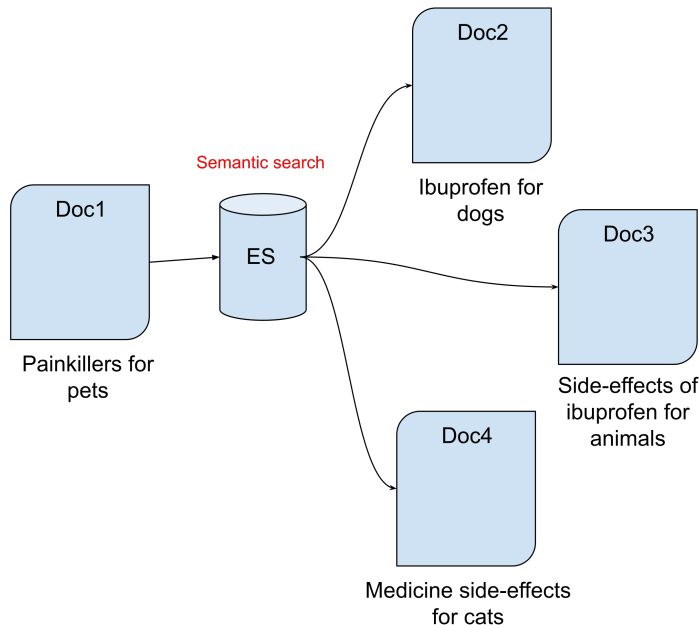 Doc1
Painkillers for
pets
Semantic search
ES
Doc2
Ibuprofen for
dogs
Doc3
Side-effects of
ibuprofen for
animals
Doc4
Medicine side-effects
for cats